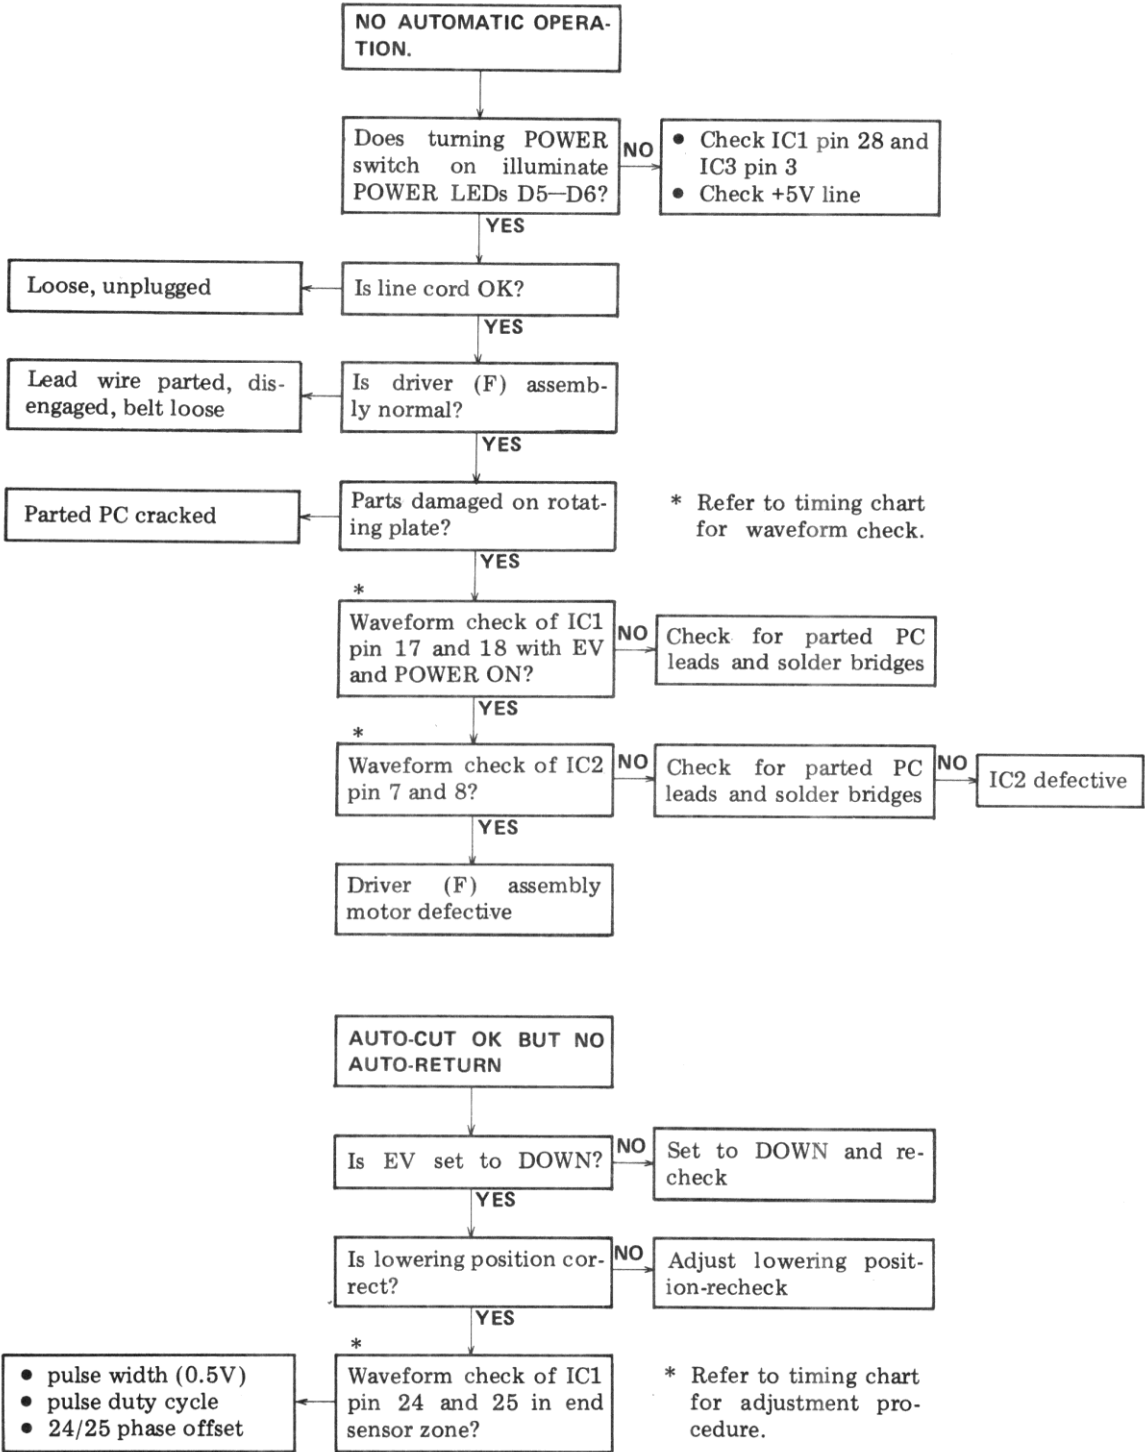 NO AUTOMATIC OPERA-
TION.
Does turning POWER
switch on illuminate
POWER LEDs D5—D6?
NO
• Check IC1 pin 28 and
IC3 pin 3
• Check +5V line
YES
Loose, unplugged
Is line cord OK?
YES
Lead wire parted, dis-
engaged, belt loose
Is driver (F) assemb-
ly normal?
YES
Parted PC cracked
Parts damaged on rotat-
ing plate?
* Refer to timing chart
for waveform check.
YES
*
Waveform check of IC1
pin 17 and 18 with EV
and POWER ON?
NO
Check for parted PC
leads and solder bridges
YES
*
Waveform check of IC2
pin 7 and 8?
NO
Check for parted PC
leads and solder bridges
NO
IC2 defective
YES
Driver (F) assembly
motor defective
AUTO-CUT OK BUT NO
AUTO-RETURN
Is EV set to DOWN?
NO
Set to DOWN and re-
check
YES
Is lowering position cor-
rect?
NO
Adjust lowering posit-
ion-recheck
YES
*
• pulse width (0.5V)
• pulse duty cycle
• 24/25 phase offset
Waveform check of IC1
pin 24 and 25 in end
sensor zone?
* Refer to timing chart
for adjustment pro-
cedure.